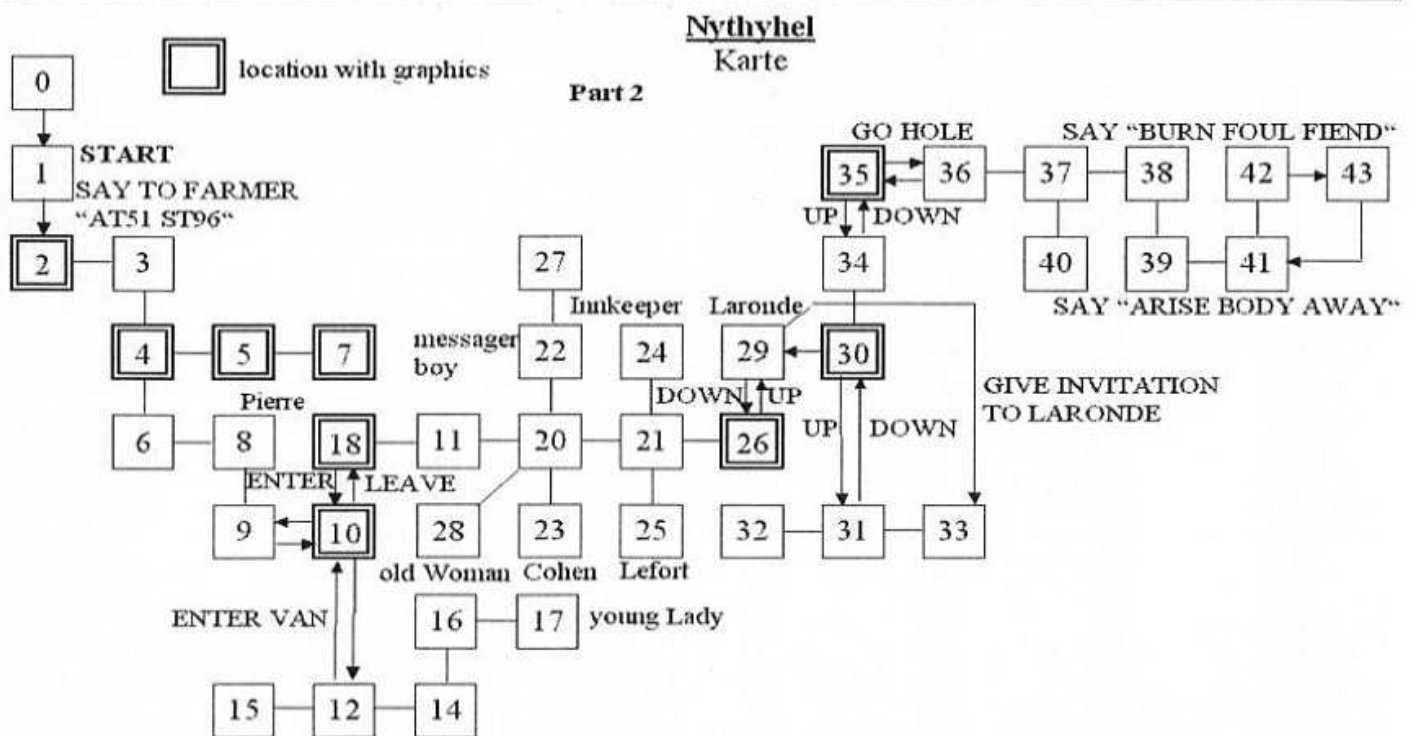 Nythyhel
Karte
location with graphics
Part 2
0
1
START
SAY TO FARMER
“AT51 ST96“
2
3
4
5
7
Pierre
6
8
18
11
20
21
26
ENTER
LEAVE
9
10
28
23
25
old Woman
Cohen
Lefort
ENTER VAN
16
17
young Lady
15
12
14
27
Innkeeper
messager
boy
22
24
Laronde
29
30
DOWN
UP
UP
DOWN
32
31
33
GIVE INVITATION
TO LARONDE
GO HOLE
35
36
37
38
UP
DOWN
34
40
39
41
SAY “BURN FOUL FIEND“
42
43
SAY “ARISE BODY AWAY“